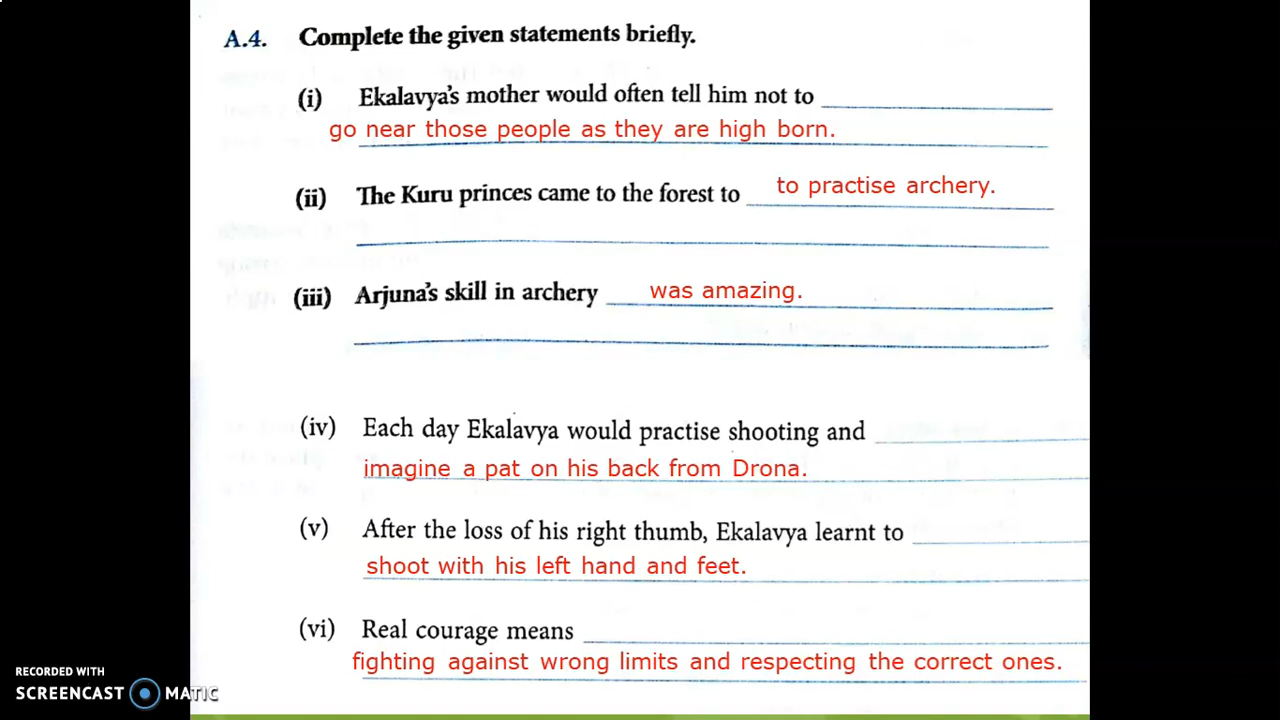 A.4. Complete the given statements briefly.
(i) Ekalavya's mother would often tell him not to
go near those people as they are high born.
(ii) The Kuru princes came to the forest to to practise archery.
(iii) Arjuna's skill in archery was amazing.
(iv) Each day Ekalavya would practise shooting and
imagine a pat on his back from Drona.
(v) After the loss of his right thumb, Ekalavya learnt to
shoot with his left hand and feet.
(vi) Real courage means
fighting against wrong limits and respecting the correct ones.
RECORDED WITH
SCREENCAST MATIC